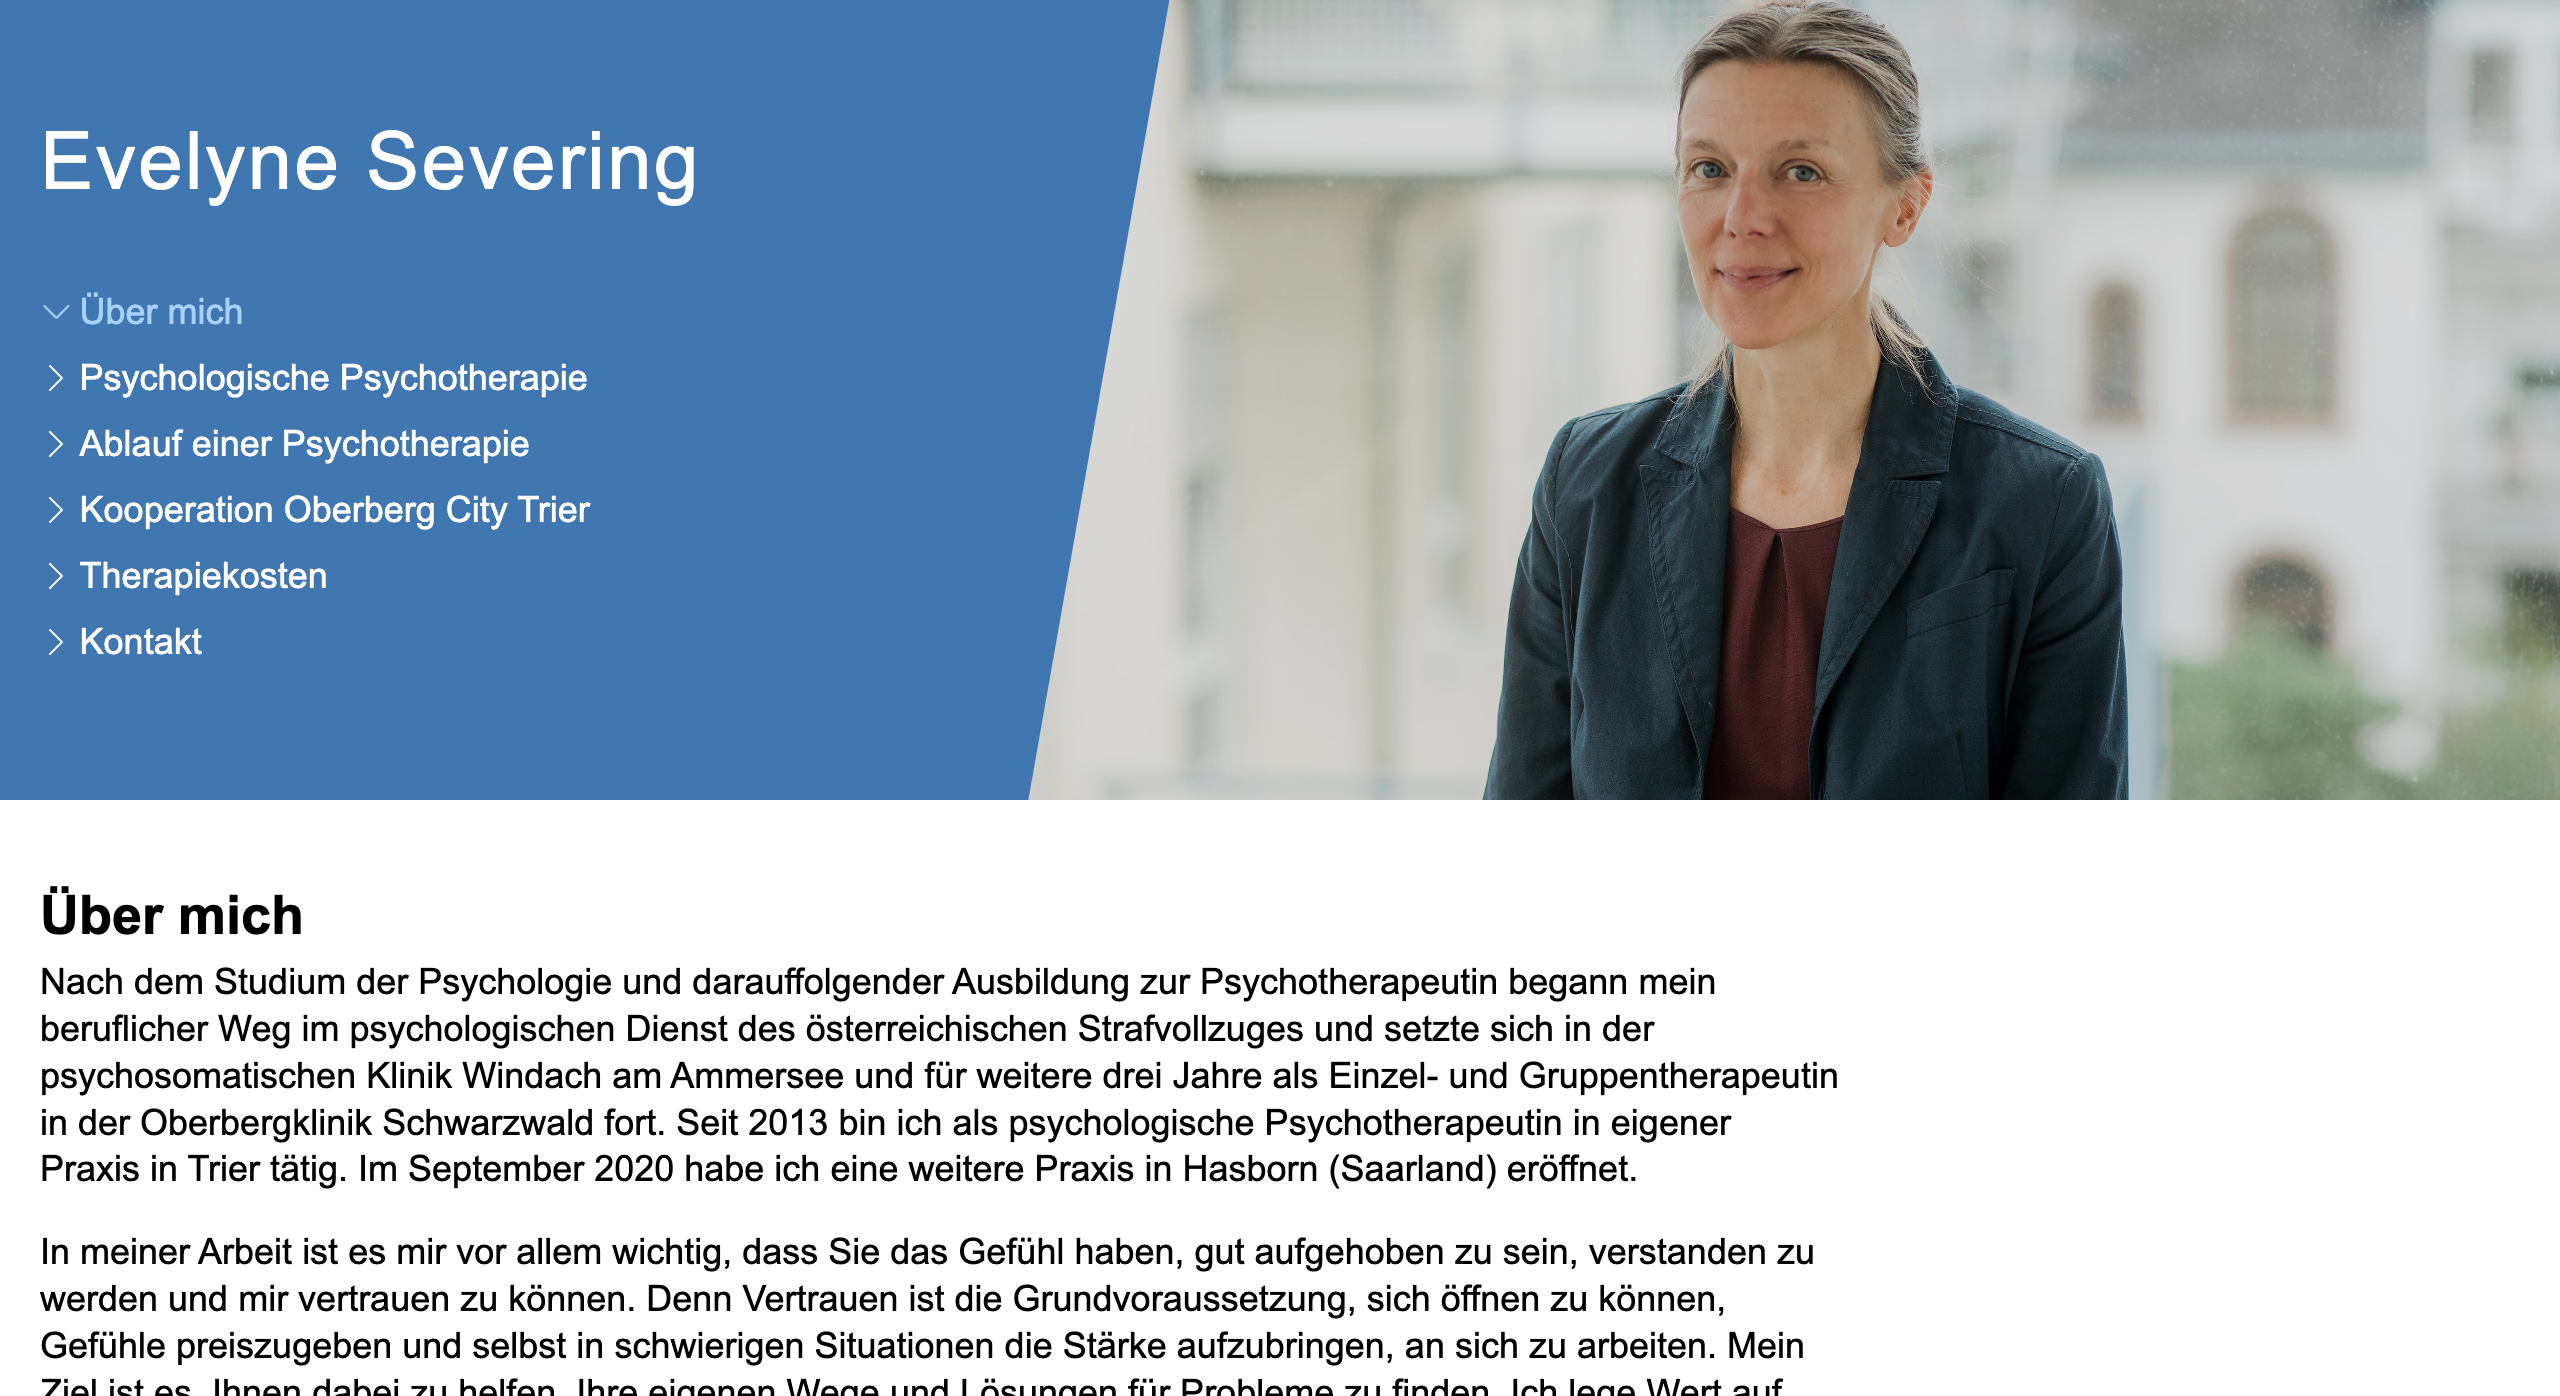 Evelyne Severing
Über mich
Psychologische Psychotherapie
Ablauf einer Psychotherapie
Kooperation Oberberg City Trier
Therapiekosten
Kontakt
Über mich
Nach dem Studium der Psychologie und darauffolgender Ausbildung zur Psychotherapeutin begann mein
beruflicher Weg im psychologischen Dienst des österreichischen Strafvollzuges und setzte sich in der
psychosomatischen Klinik Windach am Ammersee und für weitere drei Jahre als Einzel- und Gruppentherapeutin
in der Oberbergklinik Schwarzwald fort. Seit 2013 bin ich als psychologische Psychotherapeutin in eigener
Praxis in Trier tätig. Im September 2020 habe ich eine weitere Praxis in Hasborn (Saarland) eröffnet.
In meiner Arbeit ist es mir vor allem wichtig, dass Sie das Gefühl haben, gut aufgehoben zu sein, verstanden zu
werden und mir vertrauen zu können. Denn Vertrauen ist die Grundvoraussetzung, sich öffnen zu können,
Gefühle preiszugeben und selbst in schwierigen Situationen die Stärke aufzubringen, an sich zu arbeiten. Mein
Ziel ist es, Ihnen dabei zu helfen, Ihre eigenen Wege und Lösungen für Probleme zu finden. Ich lege Wert auf